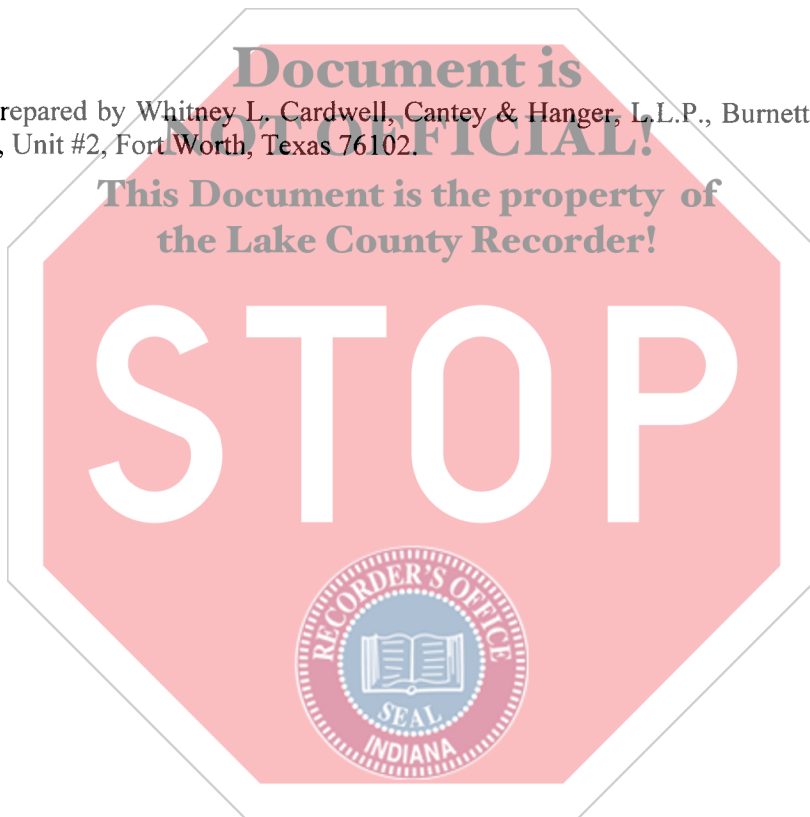 Document is
repared by Whitney L. Cardwell, Cantey & Hanger, L.L.P., Burnett
NOT OFFICIAL!
, Unit #2, Fort Worth, Texas 76102.
This Document is the property of
the Lake County Recorder!
STOP
RECORDER'S OFFICE
SEAL
INDIANA